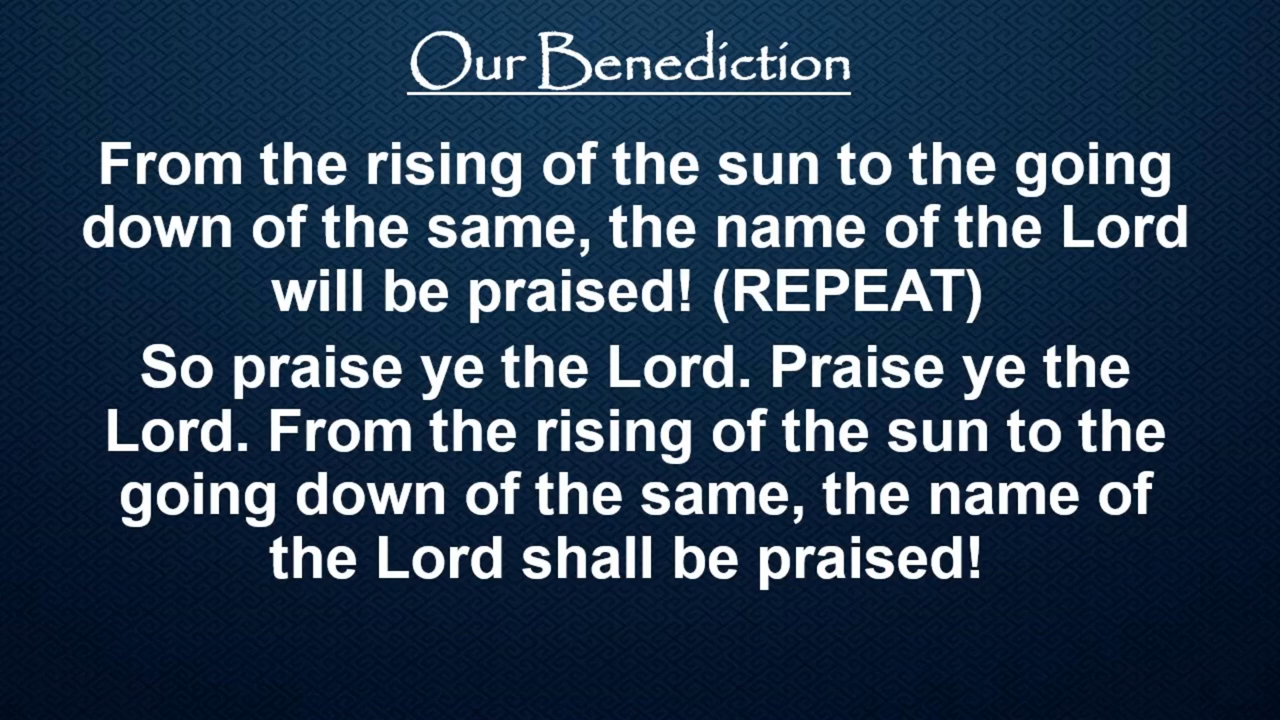 Our Benediction
From the rising of the sun to the going
down of the same, the name of the Lord
will be praised! (REPEAT)
So praise ye the Lord. Praise ye the
Lord. From the rising of the sun to the
going down of the same, the name of
the Lord shall be praised!